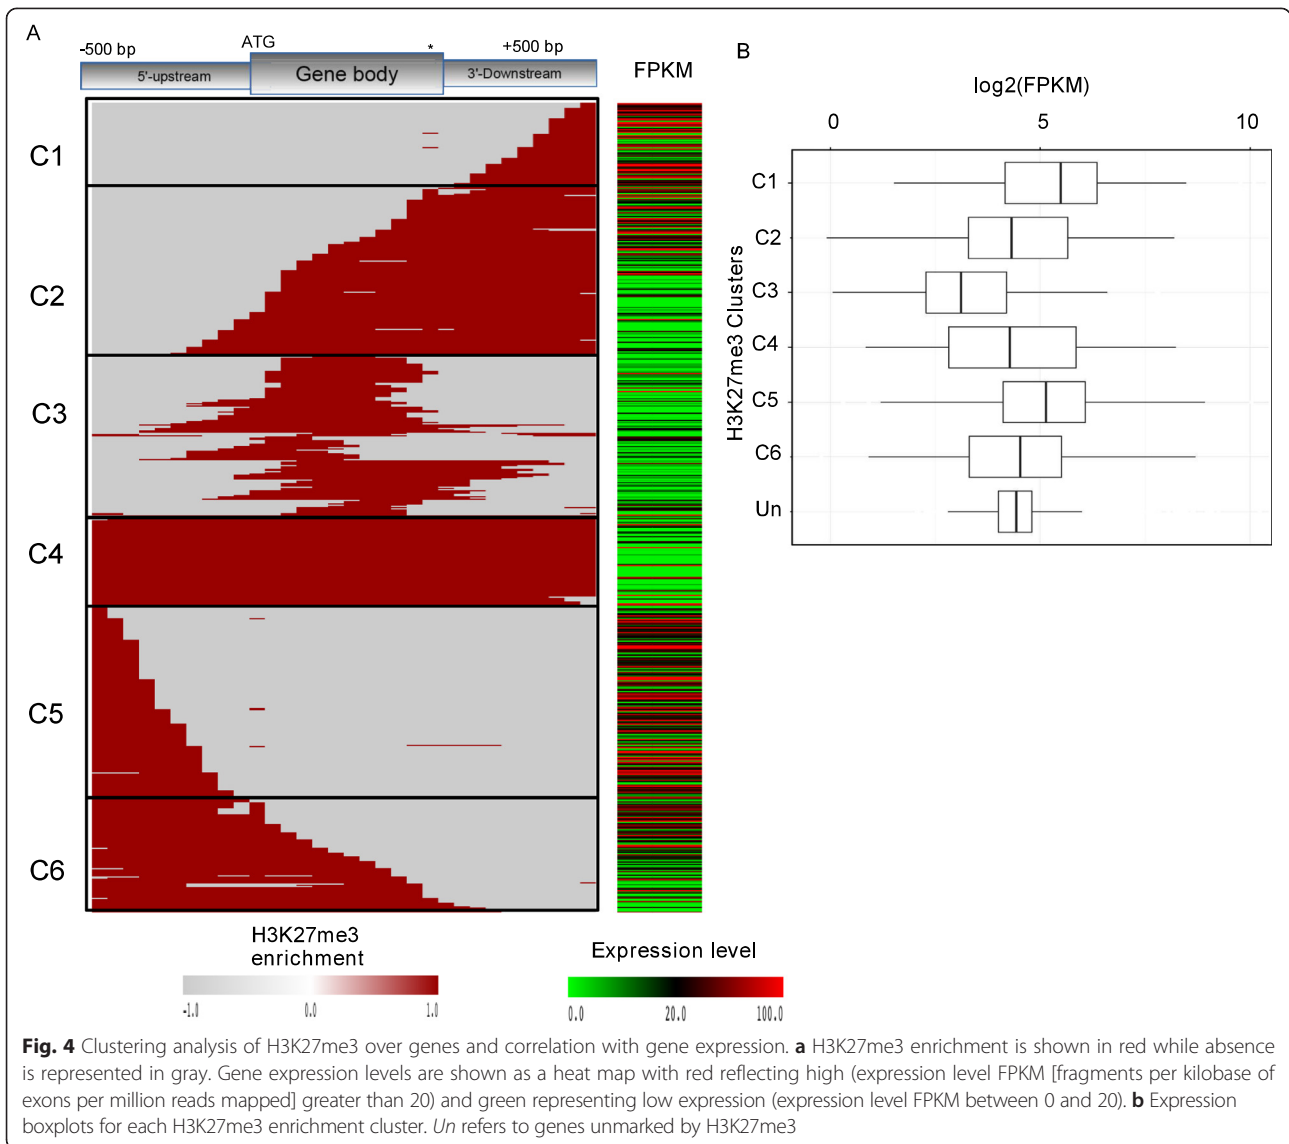 A
-500 bp
ATG
*
+500 bp
5'-upstream
Gene body
3'-Downstream
FPKM
C1
C2
C3
C4
C5
C6
H3K27me3
enrichment
-1.0
0.0
1.0
Expression level
0.0
20.0
100.0
B
log2(FPKM)
0
5
10
H3K27me3 Clusters
C1
C2
C3
C4
C5
C6
Un
Fig. 4 Clustering analysis of H3K27me3 over genes and correlation with gene expression. a H3K27me3 enrichment is shown in red while absence
is represented in gray. Gene expression levels are shown as a heat map with red reflecting high (expression level FPKM [fragments per kilobase of
exons per million reads mapped] greater than 20) and green representing low expression (expression level FPKM between 0 and 20). b Expression
boxplots for each H3K27me3 enrichment cluster. Un refers to genes unmarked by H3K27me3